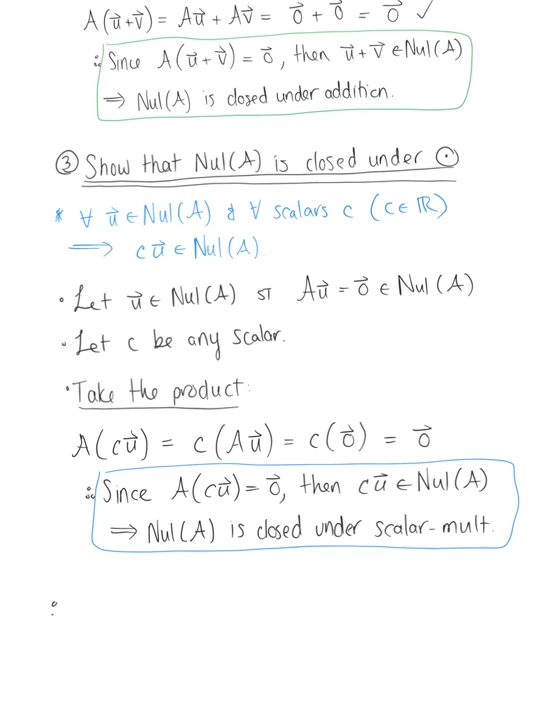 A(u⃗+v⃗) = Au⃗ + Av⃗ = 0⃗ + 0⃗ = 0⃗ ✓
∴ Since A(u⃗+v⃗) = 0⃗, then u⃗+v⃗ ∈ Nul(A)
⇒ Nul(A) is closed under addition.
③ Show that Nul(A) is closed under ⊙
* ∀ u⃗ ∈ Nul(A) & ∀ scalars c (c ∈ ℝ)
⟹ cu⃗ ∈ Nul(A).
• Let u⃗ ∈ Nul(A) ST Au⃗ = 0⃗ ∈ Nul(A)
• Let c be any scalar.
• Take the product:
A(cu⃗) = c(Au⃗) = c(0⃗) = 0⃗
∴ Since A(cu⃗) = 0⃗, then cu⃗ ∈ Nul(A)
⇒ Nul(A) is closed under scalar-mult.